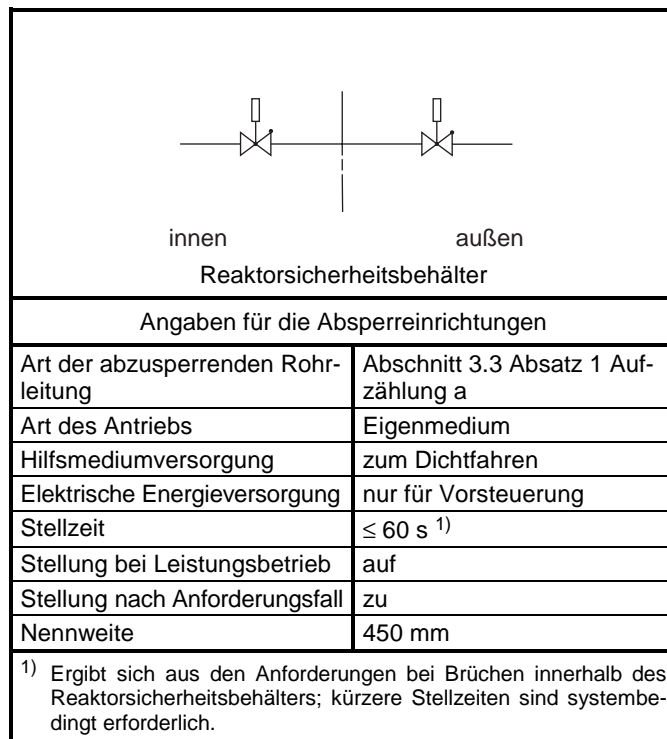 innen außen
Reaktorsicherheitsbehälter
Angaben für die Absperreinrichtungen
Art der abzusperrenden Rohr- Abschnitt 3.3 Absatz 1 Auf-
leitung zählung a
Art des Antriebs Eigenmedium
Hilfsmediumversorgung zum Dichtfahren
Elektrische Energieversorgung nur für Vorsteuerung
Stellzeit ≤ 60 s 1)
Stellung bei Leistungsbetrieb auf
Stellung nach Anforderungsfall zu
Nennweite 450 mm
1) Ergibt sich aus den Anforderungen bei Brüchen innerhalb des
Reaktorsicherheitsbehälters; kürzere Stellzeiten sind systembe-
dingt erforderlich.